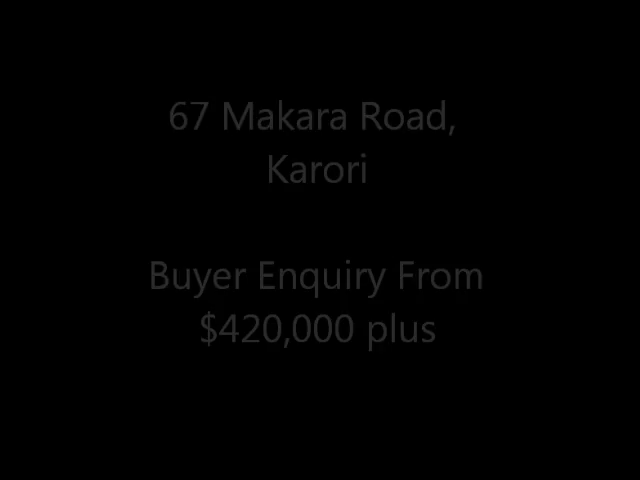 67 Makara Road,
Karori
Buyer Enquiry From
$420,000 plus